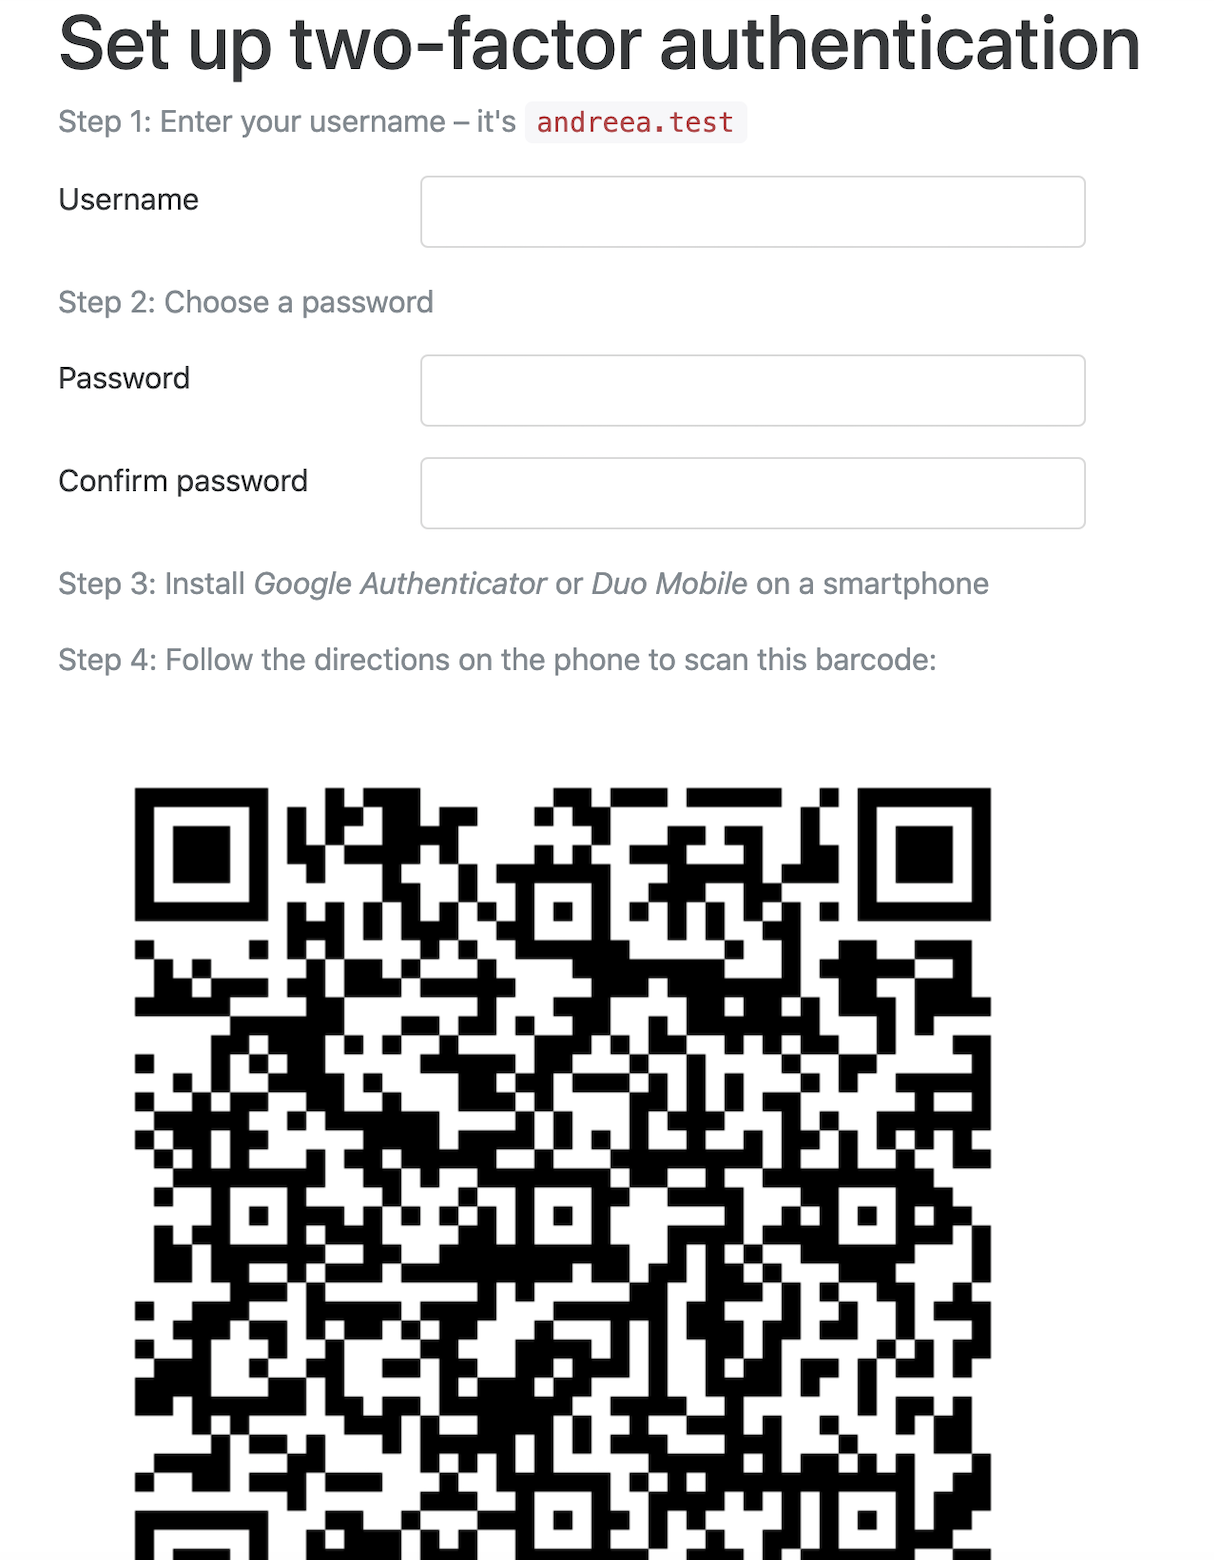 Set up two-factor authentication
Step 1: Enter your username – it's andreea.test
Username
Step 2: Choose a password
Password
Confirm password
Step 3: Install Google Authenticator or Duo Mobile on a smartphone
Step 4: Follow the directions on the phone to scan this barcode: